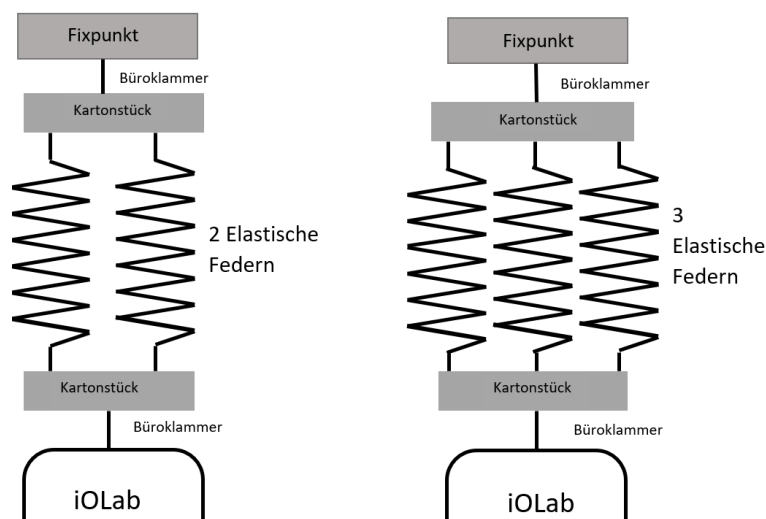 Fixpunkt
Büroklammer
Kartonstück
2 Elastische
Federn
Kartonstück
Büroklammer
iOLab
Fixpunkt
Büroklammer
Kartonstück
3
Elastische
Federn
Kartonstück
Büroklammer
iOLab